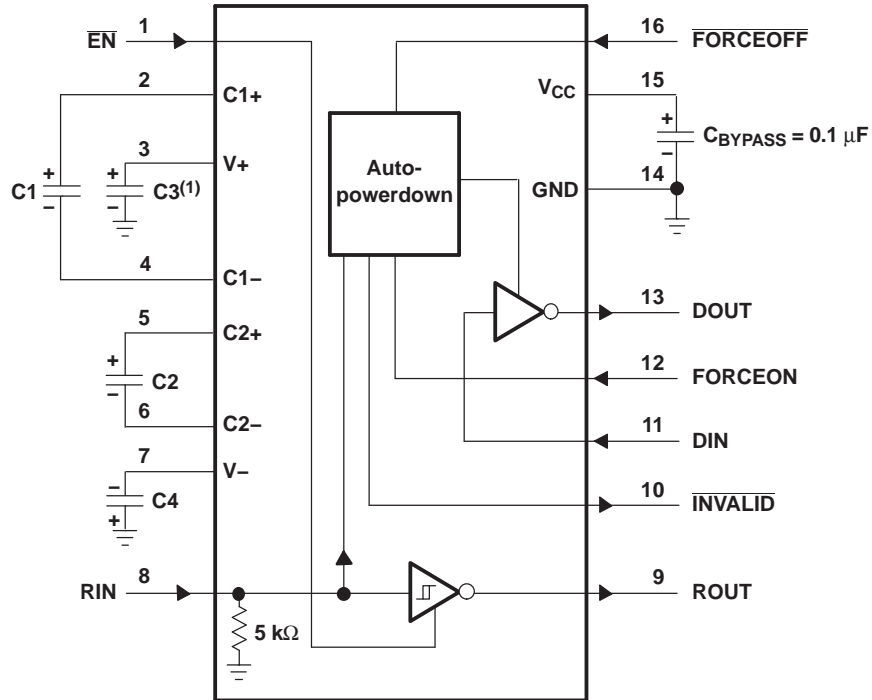 EN
1
16
FORCEOFF
2
C1+
VCC
15
CBYPASS = 0.1 μF
3
V+
C1
C3(1)
Auto-
powerdown
GND
14
4
C1−
5
C2+
13
DOUT
C2
12
FORCEON
6
C2−
11
DIN
7
V−
C4
10
INVALID
RIN
8
9
ROUT
5 kΩ
+
−
+
−
+
−
+
−
−
+